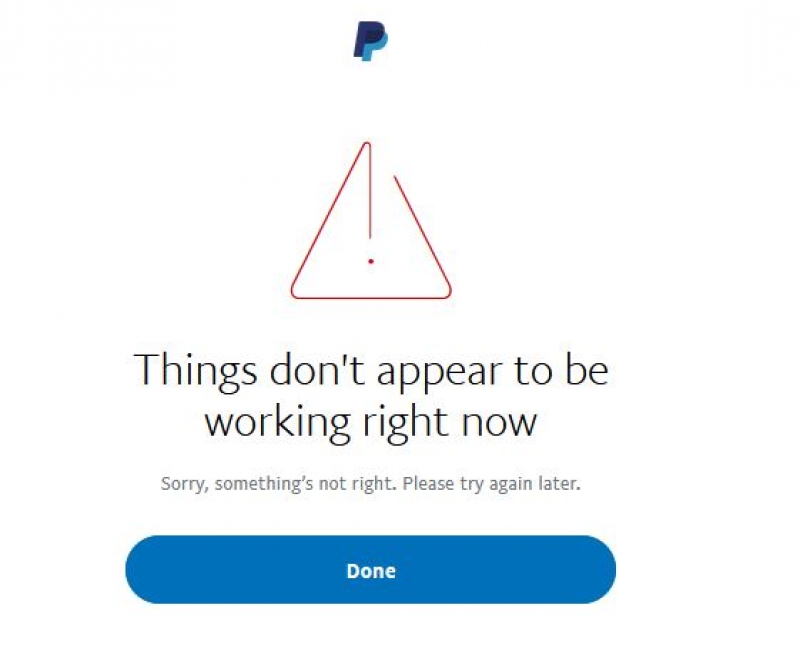 Things don't appear to be
working right now
Sorry, something's not right. Please try again later.
Done